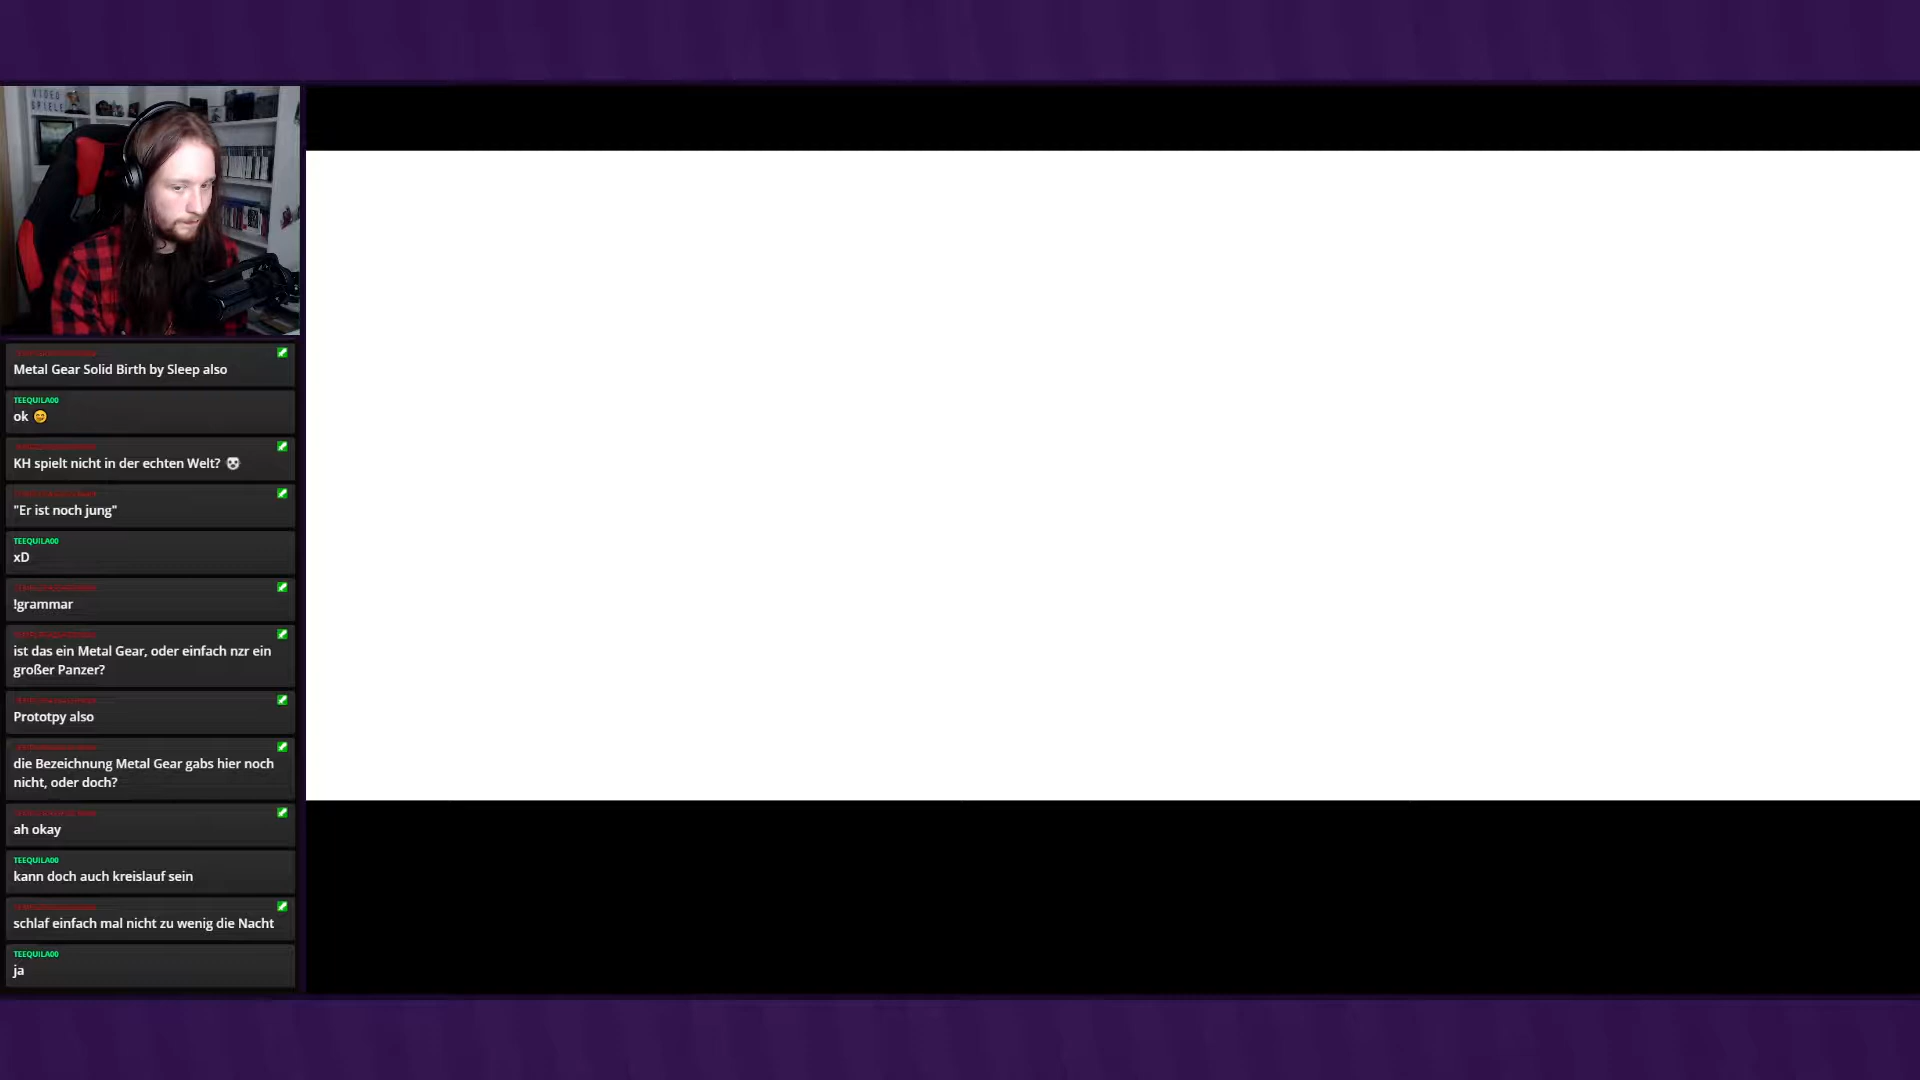 VIDEO
SPIELE
Metal Gear Solid Birth by Sleep also
TEEQUILA00
ok
KH spielt nicht in der echten Welt?
"Er ist noch jung"
TEEQUILA00
xD
!grammar
ist das ein Metal Gear, oder einfach nzr ein
großer Panzer?
Prototpy also
die Bezeichnung Metal Gear gabs hier noch
nicht, oder doch?
ah okay
TEEQUILA00
kann doch auch kreislauf sein
schlaf einfach mal nicht zu wenig die Nacht
TEEQUILA00
ja